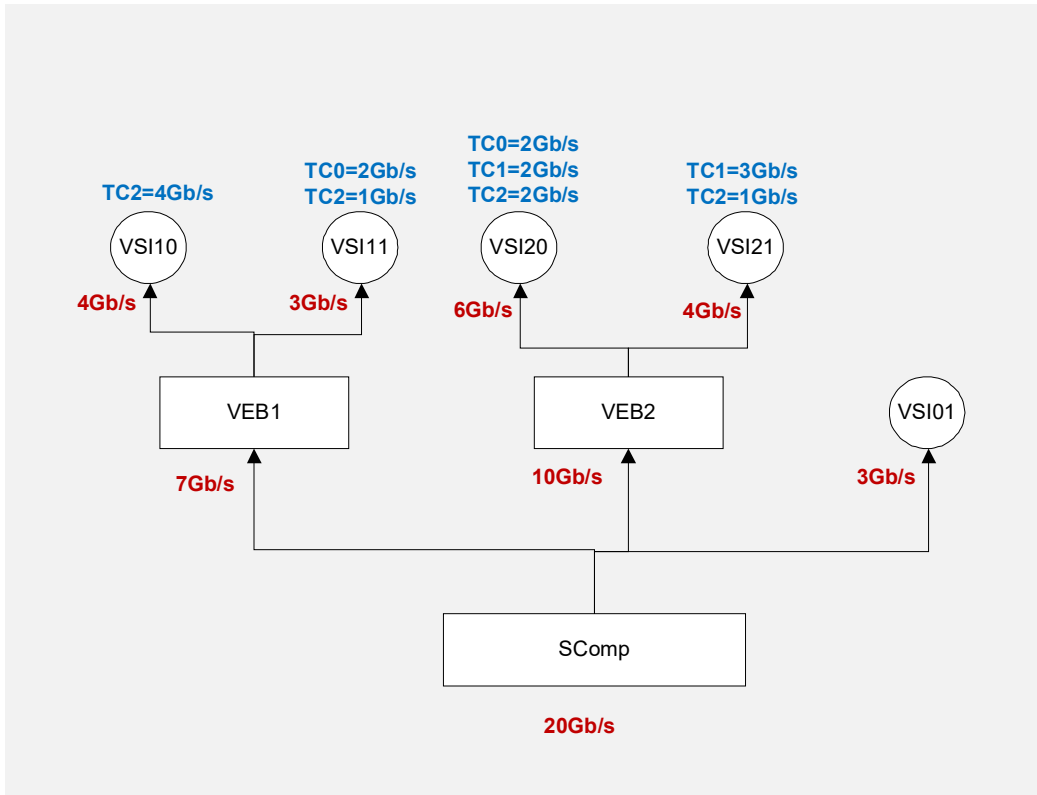 TC2=4Gb/s
TC0=2Gb/s
TC2=1Gb/s
TC0=2Gb/s
TC1=2Gb/s
TC2=2Gb/s
TC1=3Gb/s
TC2=1Gb/s
VSI10
VSI11
VSI20
VSI21
4Gb/s
3Gb/s
6Gb/s
4Gb/s
VEB1
VEB2
VSI01
7Gb/s
10Gb/s
3Gb/s
SComp
20Gb/s